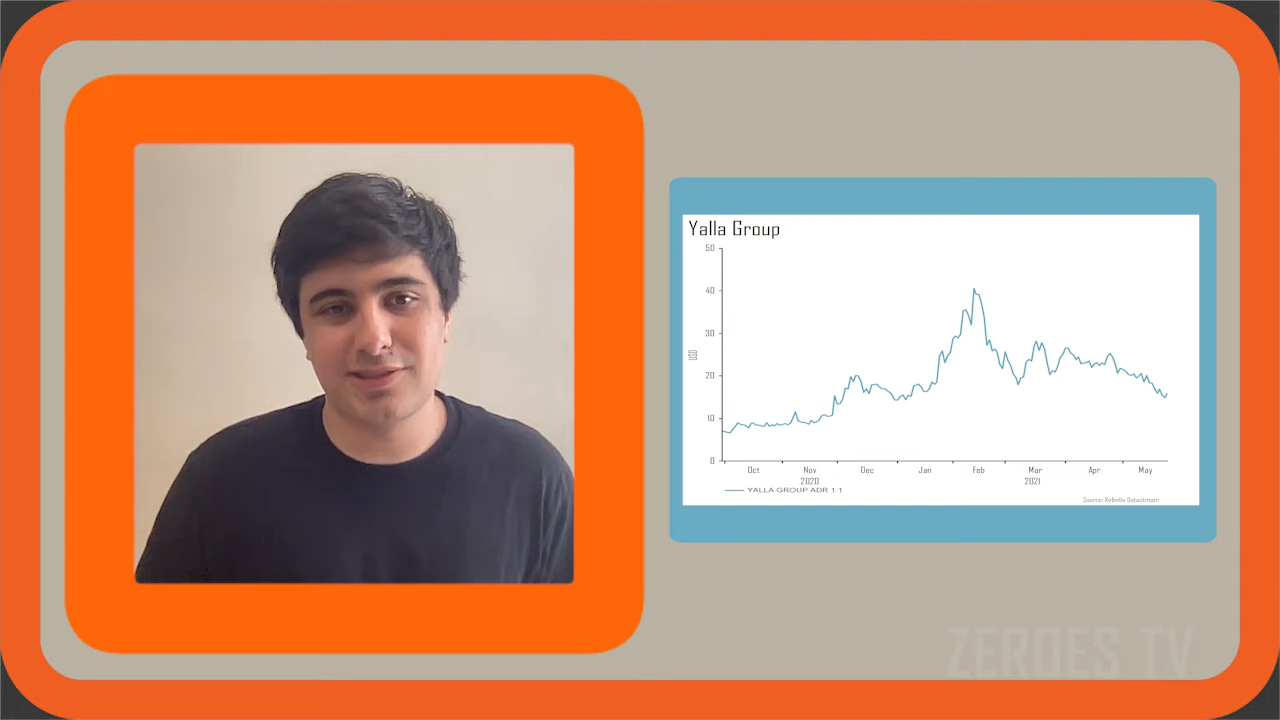 Yalla Group
50
40
30
20
10
0
USD
Oct Nov Dec Jan Feb Mar Apr May
2020 2021
YALLA GROUP ADR 1:1
Source: Refinitiv Datastream
ZEROES TV